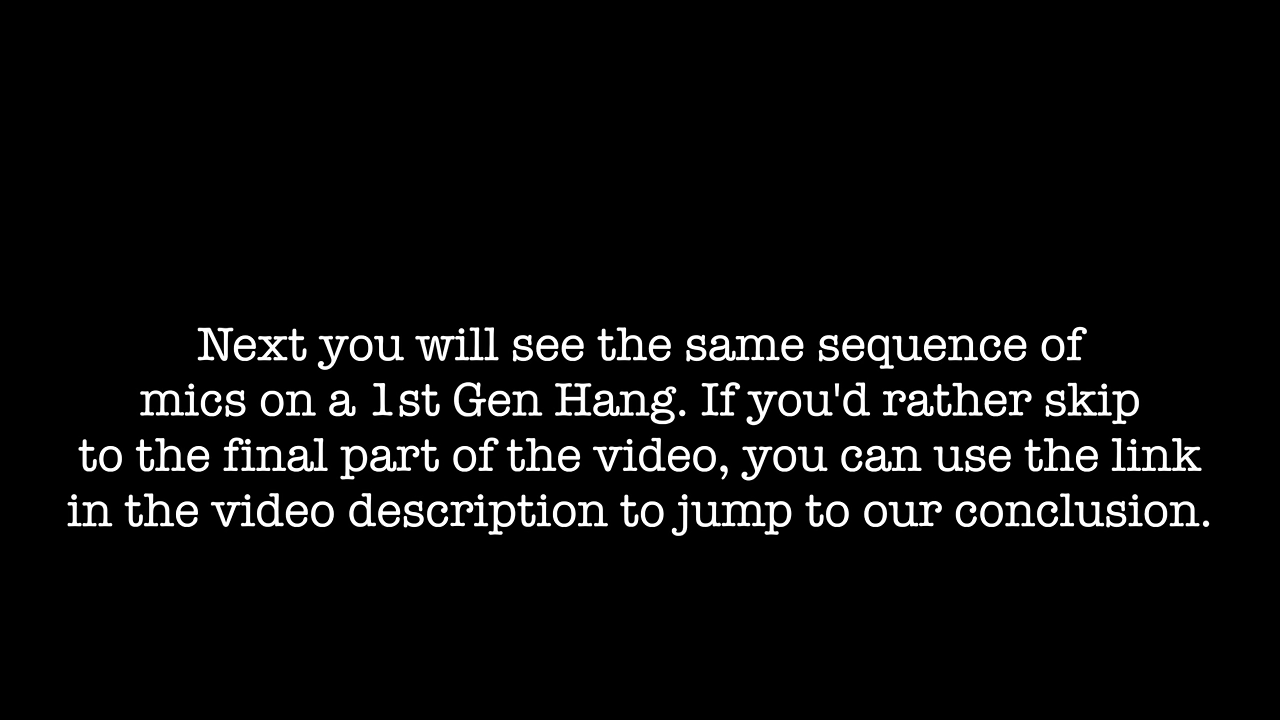 Next you will see the same sequence of
mics on a 1st Gen Hang. If you'd rather skip
to the final part of the video, you can use the link
in the video description to jump to our conclusion.